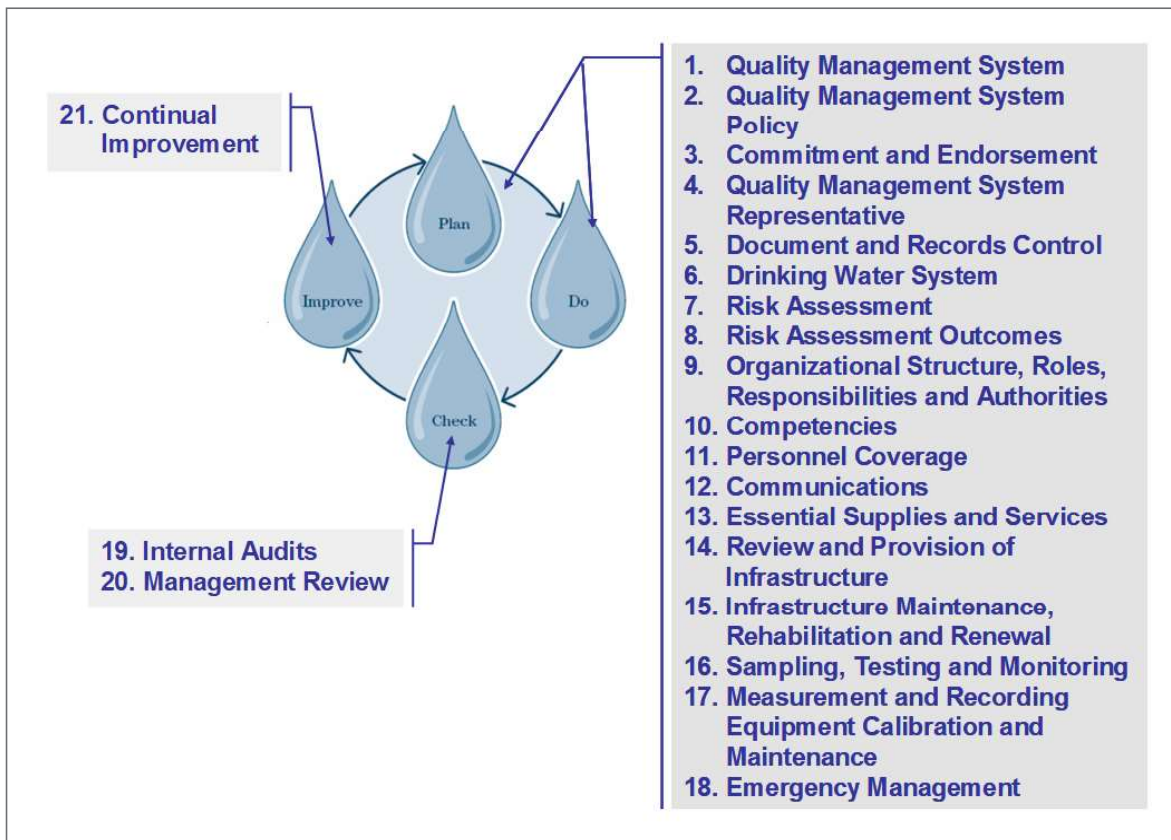 21. Continual
Improvement
Plan
Improve
Do
Check
19. Internal Audits
20. Management Review
1. Quality Management System
2. Quality Management System
Policy
3. Commitment and Endorsement
4. Quality Management System
Representative
5. Document and Records Control
6. Drinking Water System
7. Risk Assessment
8. Risk Assessment Outcomes
9. Organizational Structure, Roles,
Responsibilities and Authorities
10. Competencies
11. Personnel Coverage
12. Communications
13. Essential Supplies and Services
14. Review and Provision of
Infrastructure
15. Infrastructure Maintenance,
Rehabilitation and Renewal
16. Sampling, Testing and Monitoring
17. Measurement and Recording
Equipment Calibration and
Maintenance
18. Emergency Management